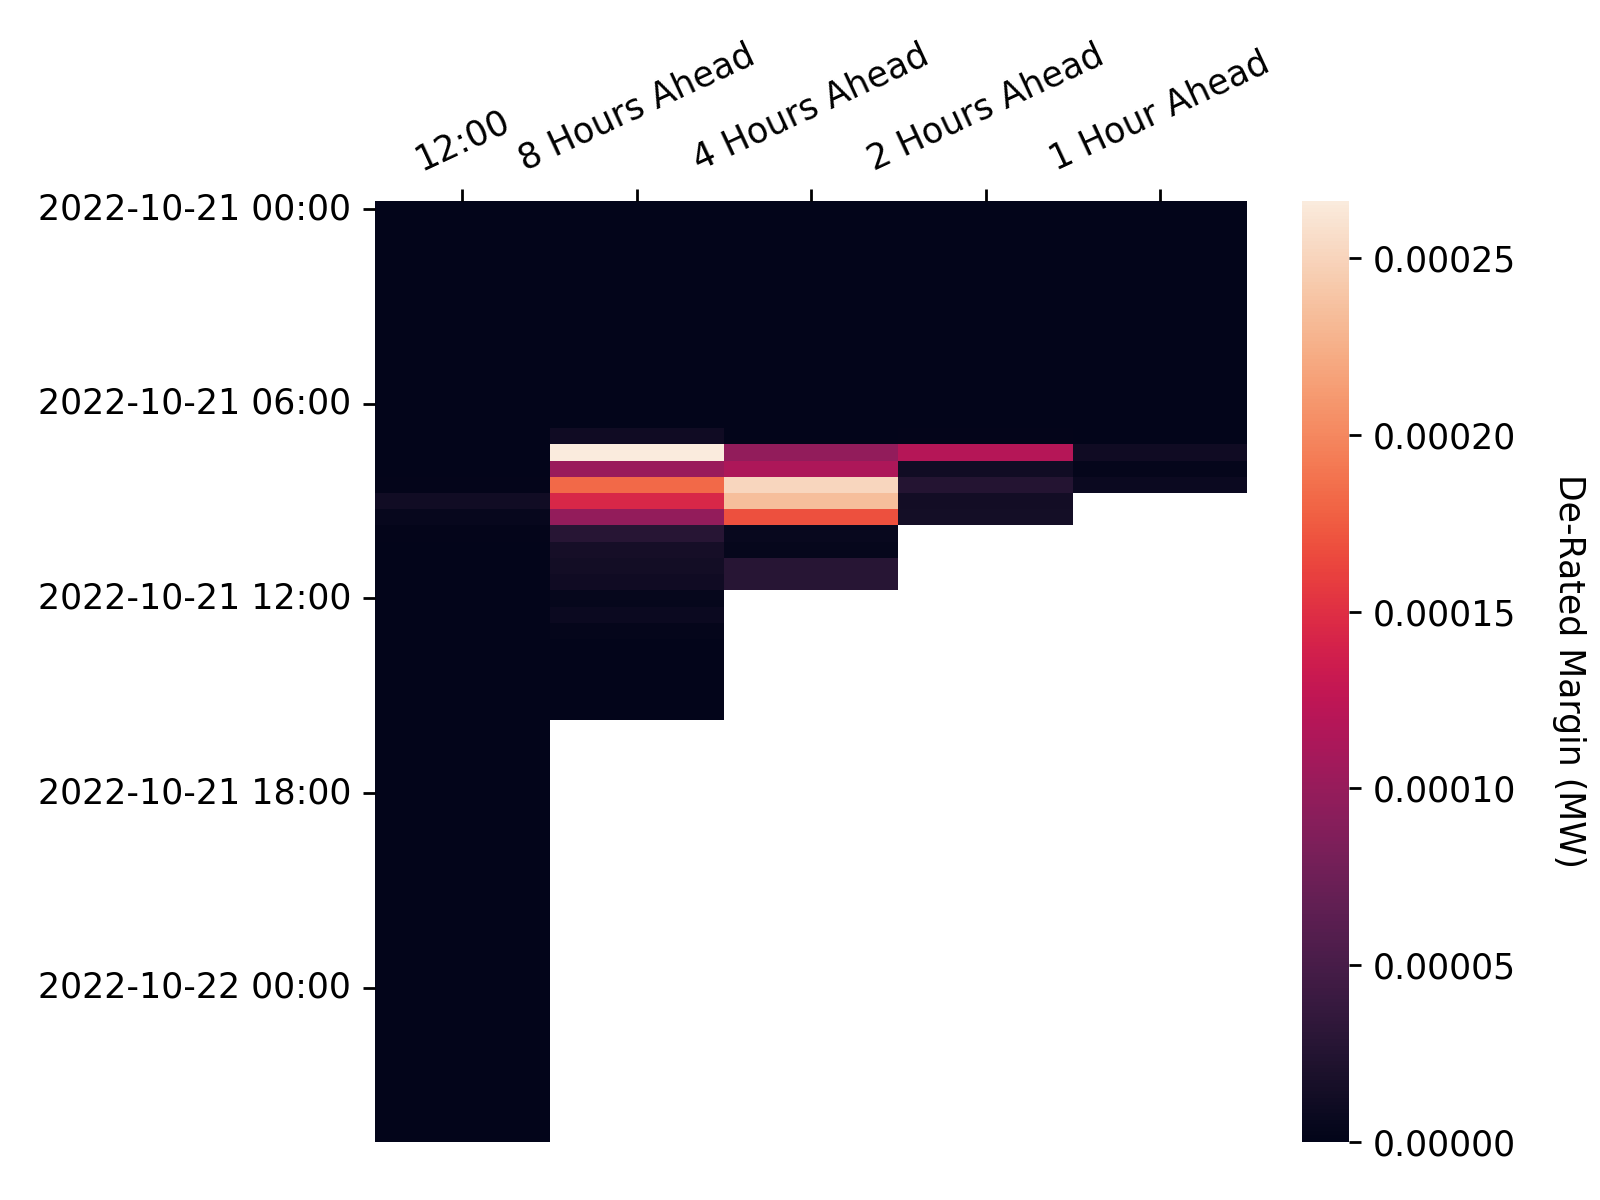 12:00
8 Hours Ahead
4 Hours Ahead
2 Hours Ahead
1 Hour Ahead
2022-10-21 00:00
2022-10-21 06:00
2022-10-21 12:00
2022-10-21 18:00
2022-10-22 00:00
0.00025
0.00020
0.00015
0.00010
0.00005
0.00000
De-Rated Margin (MW)